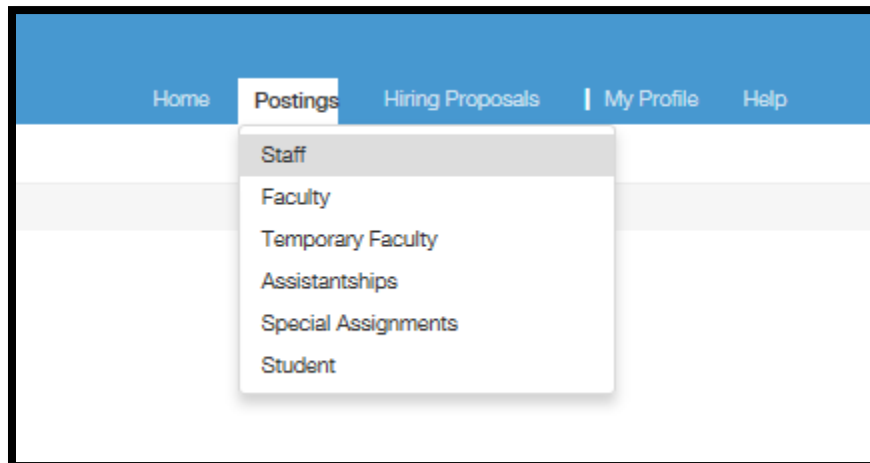 Home Postings Hiring Proposals My Profile Help
Staff
Faculty
Temporary Faculty
Assistantships
Special Assignments
Student